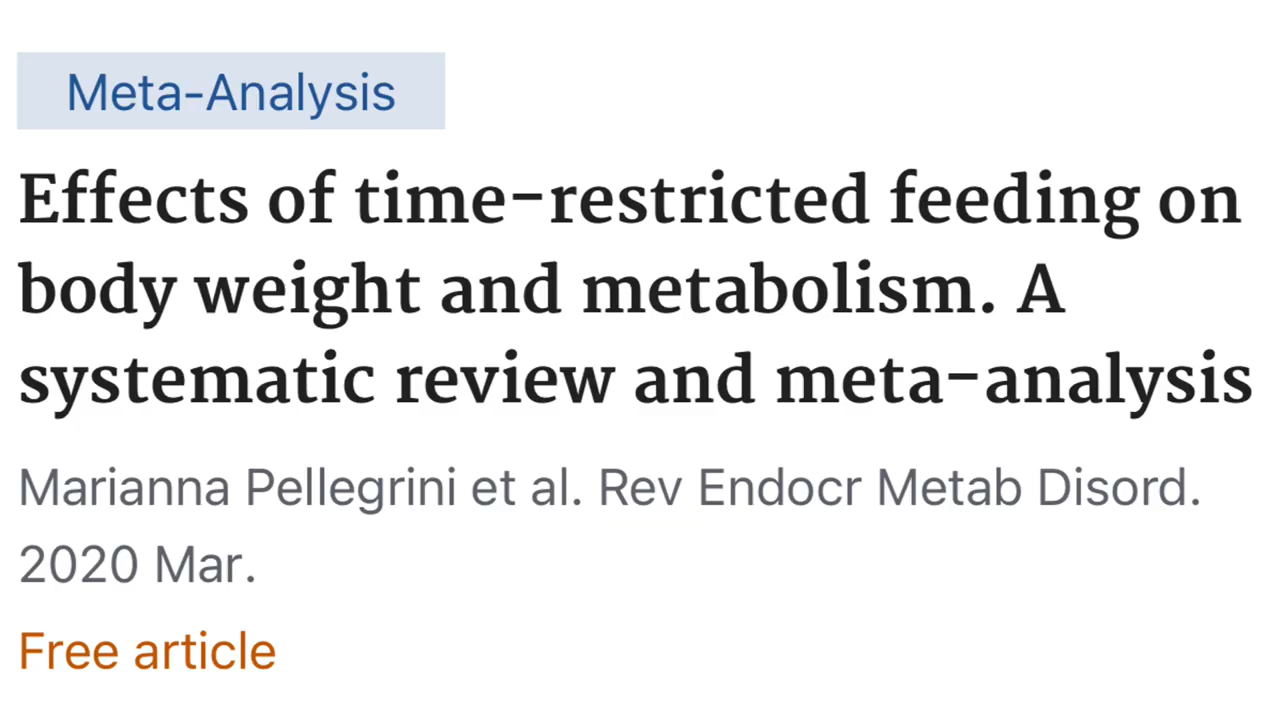 Meta-Analysis
Effects of time-restricted feeding on
body weight and metabolism. A
systematic review and meta-analysis
Marianna Pellegrini et al. Rev Endocr Metab Disord.
2020 Mar.
Free article